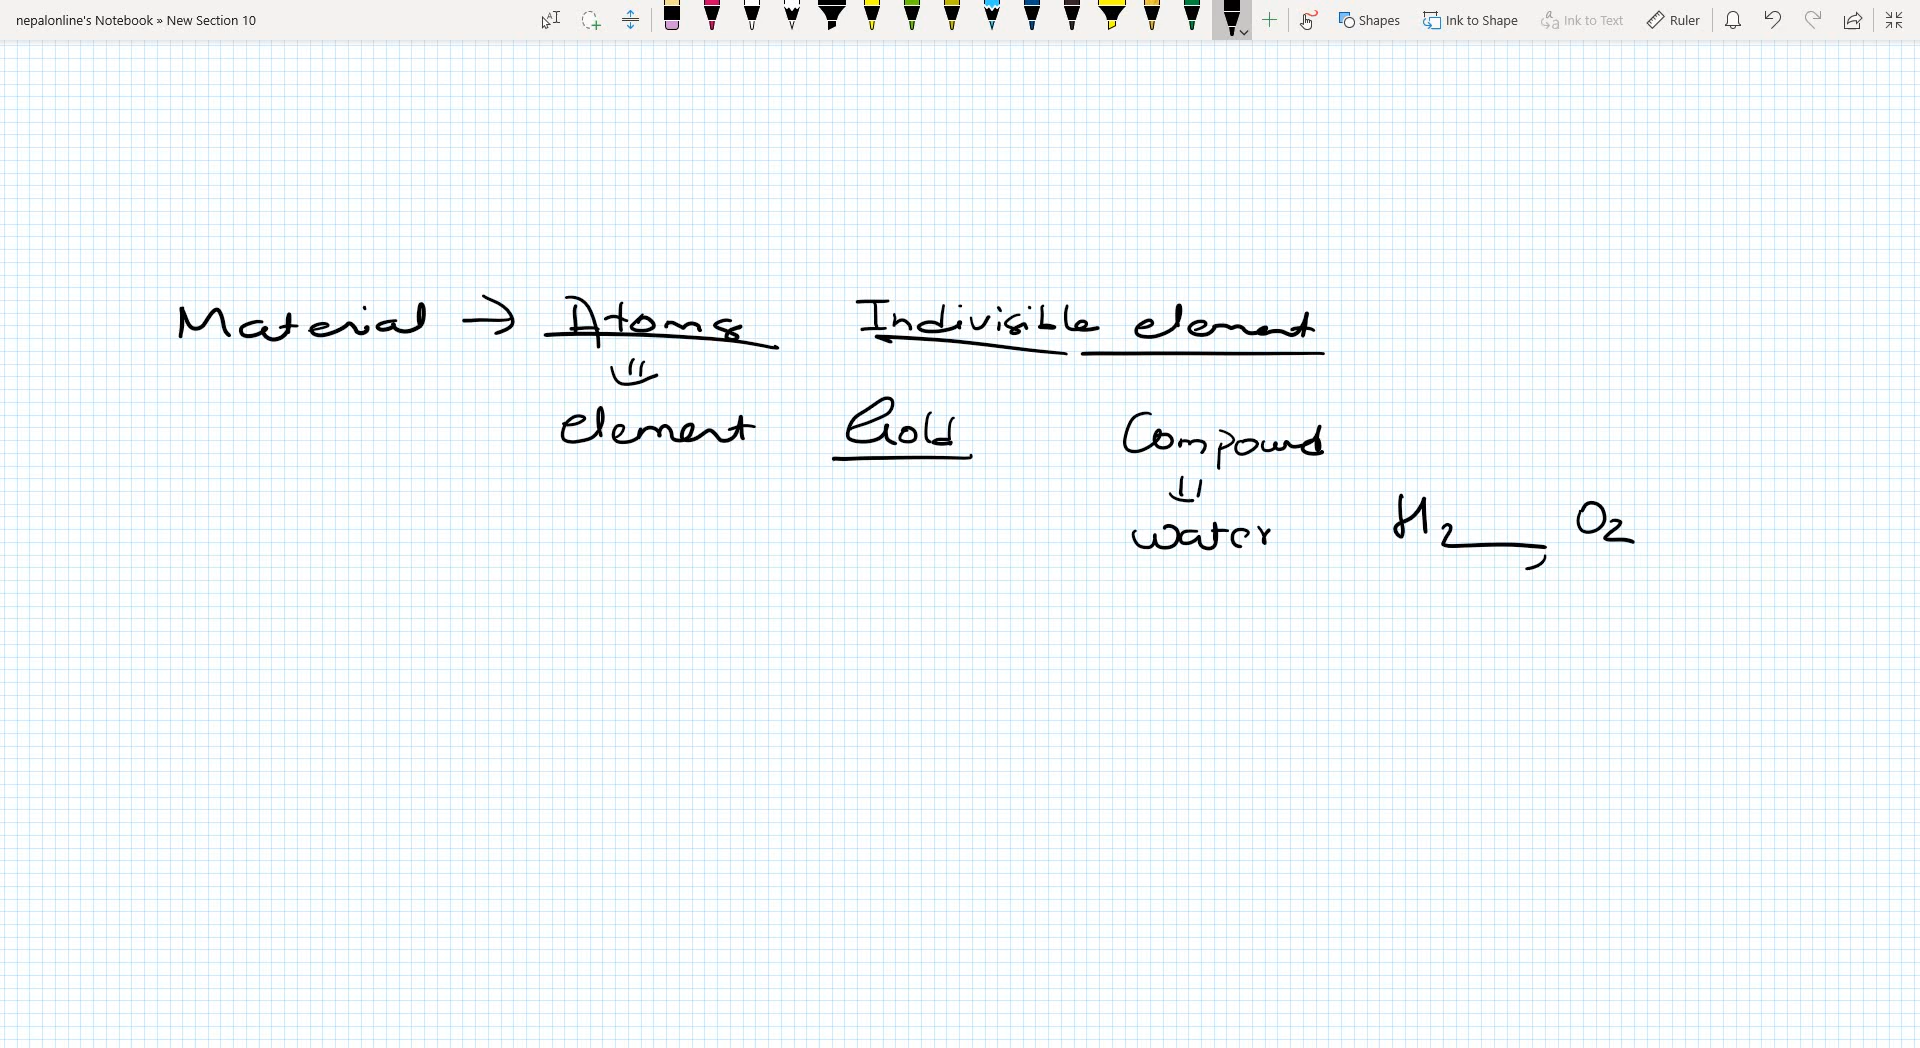 nepalonline's Notebook » New Section 10
Shapes Ink to Shape Ink to Text Ruler
Material → Atoms Indivisible element
element Gold Compound
water H2, O2